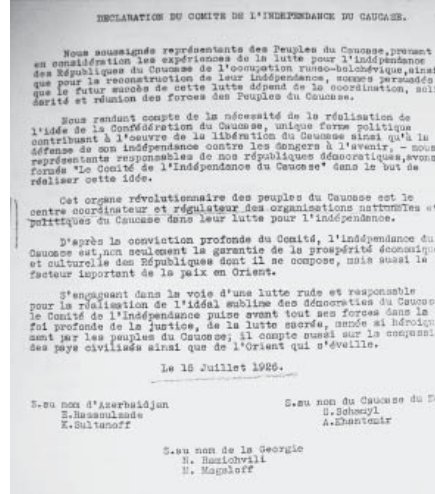 DECLARATION DU COMITE DE L'INDEPENDANCE DU CAUCASE.
Nous soussignés représentants des Peuples du Caucase, prenant
en considération les expériences de la lutte pour l'indépendance
des Républiques du Caucase de l'occupation russo-bolchévique, ainsi
que pour la reconstruction de leur indépendance, sommes persuadés
que le futur succès de cette lutte dépend de la coordination, soli
darité et réunion des forces des Peuples du Caucase.
Nous rendant compte de la nécessité de la réalisation de
l'idée de la Confédération du Caucase, unique forme politique
contribuant à l'oeuvre de la libération du Caucase ainsi qu'à la
défense de son indépendance contre les dangers à l'avenir, - nous
représentants responsables de nos républiques démocratiques, avons
formés "Le Comité de l'Indépendance du Caucase" dans le but de
réaliser cette idée.
Cet organe révolutionnaire des peuples du Caucase est le
centre coordinateur et régulateur des organisations nationales et
politiques du Caucase dans leur lutte pour l'indépendance.
D'après la conviction profonde du Comité, l'indépendance du
Caucase est, non seulement la garantie de la prospérité économique
et culturelle des Républiques dont il se compose, mais aussi le
facteur important de la paix en Orient.
S'engageant dans la voie d'une lutte rude et responsable
pour la réalisation de l'idéal sublime des démocraties du Caucase
le Comité de l'Indépendance puise avant tout ses forces dans la
foi profonde de la justice, de la lutte sacrée, menée si héroique
ment par les peuples du Caucase; il compte aussi sur la compassi
des pays civilisés ainsi que de l'Orient qui s'éveille.
Le 15 Juillet 1926.
S.au nom d'Azerbaidjan
S.au nom du Caucase du
K.Sultanoff
S.Schamyl
A.Khantemir
S.au nom de la Georgie
N. Ramichvili
N. Magaloff